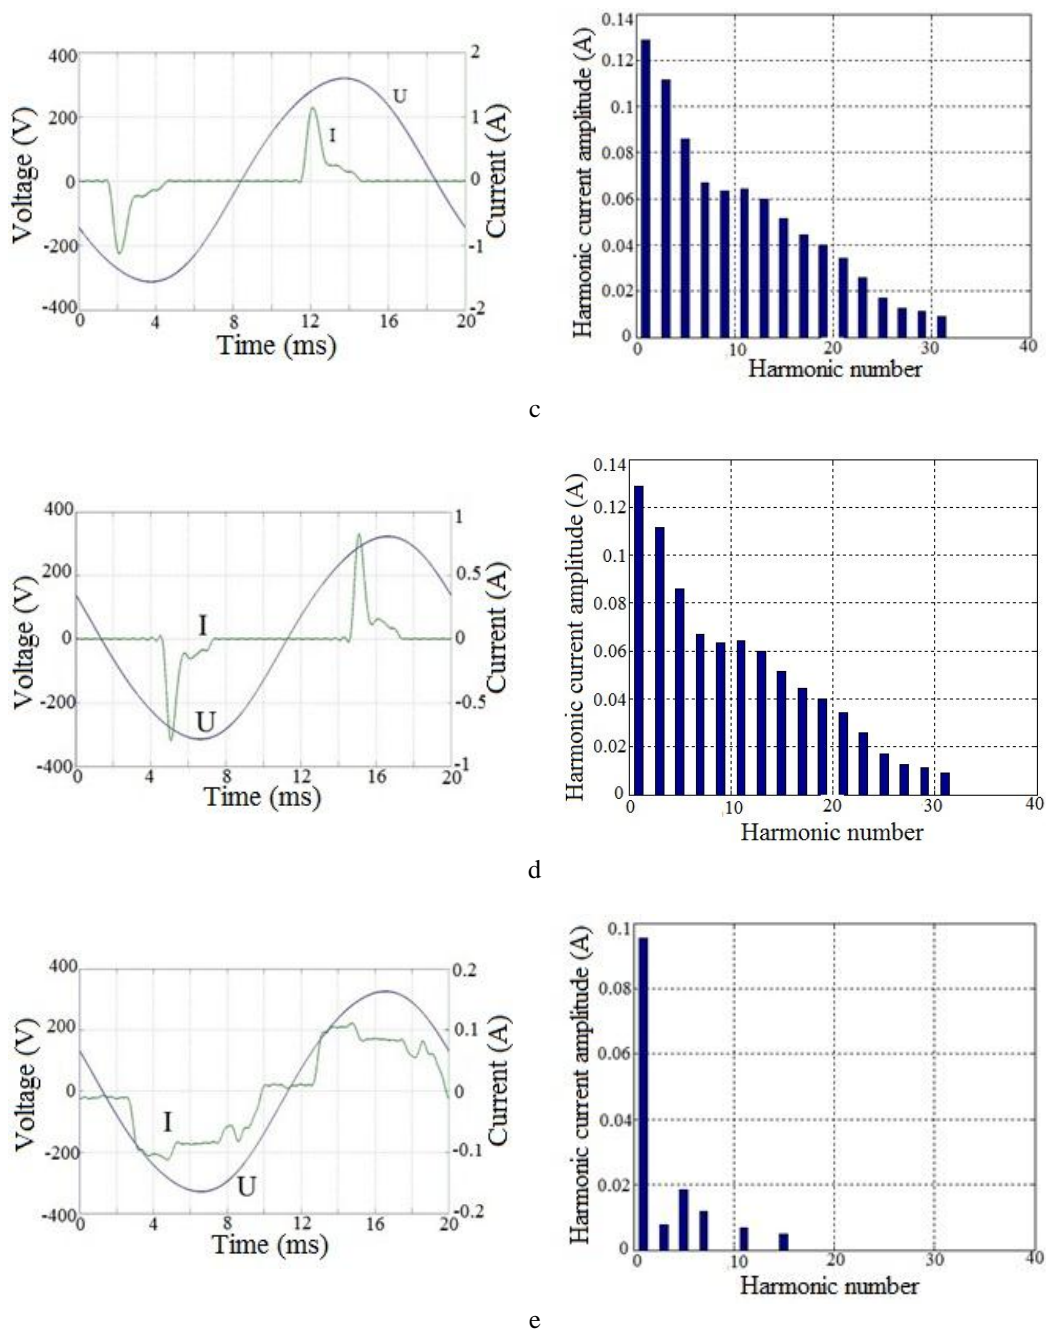 400
200
0
-200
-400
Voltage (V)
2
1
0
-1
-2
Current (A)
U
I
0 4 8 12 16 20
Time (ms)
0.14
0.12
0.1
0.08
0.06
0.04
0.02
0
Harmonic current amplitude (A)
0 10 20 30 40
Harmonic number
c
400
200
0
-200
-400
Voltage (V)
1
0.5
0
-0.5
-1
Current (A)
I
U
0 4 8 12 16 20
Time (ms)
0.14
0.12
0.1
0.08
0.06
0.04
0.02
0
Harmonic current amplitude (A)
0 10 20 30 40
Harmonic number
d
400
200
0
-200
-400
Voltage (V)
0.2
0.1
0
-0.1
-0.2
Current (A)
I
U
0 4 8 12 16 20
Time (ms)
0.1
0.08
0.06
0.04
0.02
0
Harmonic current amplitude (A)
0 10 20 30 40
Harmonic number
e